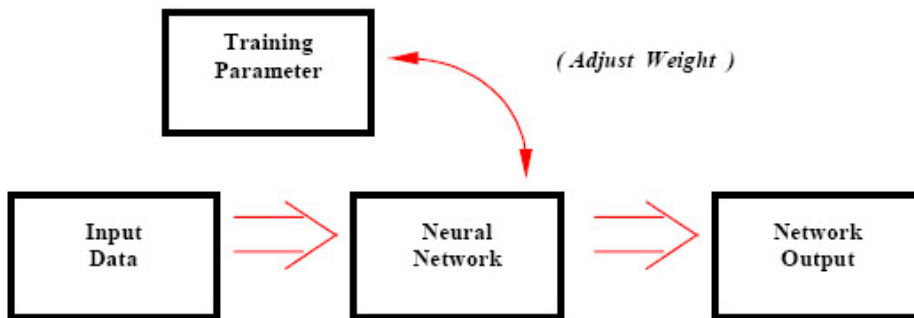 Training
Parameter
( Adjust Weight )
Input
Data
Neural
Network
Network
Output